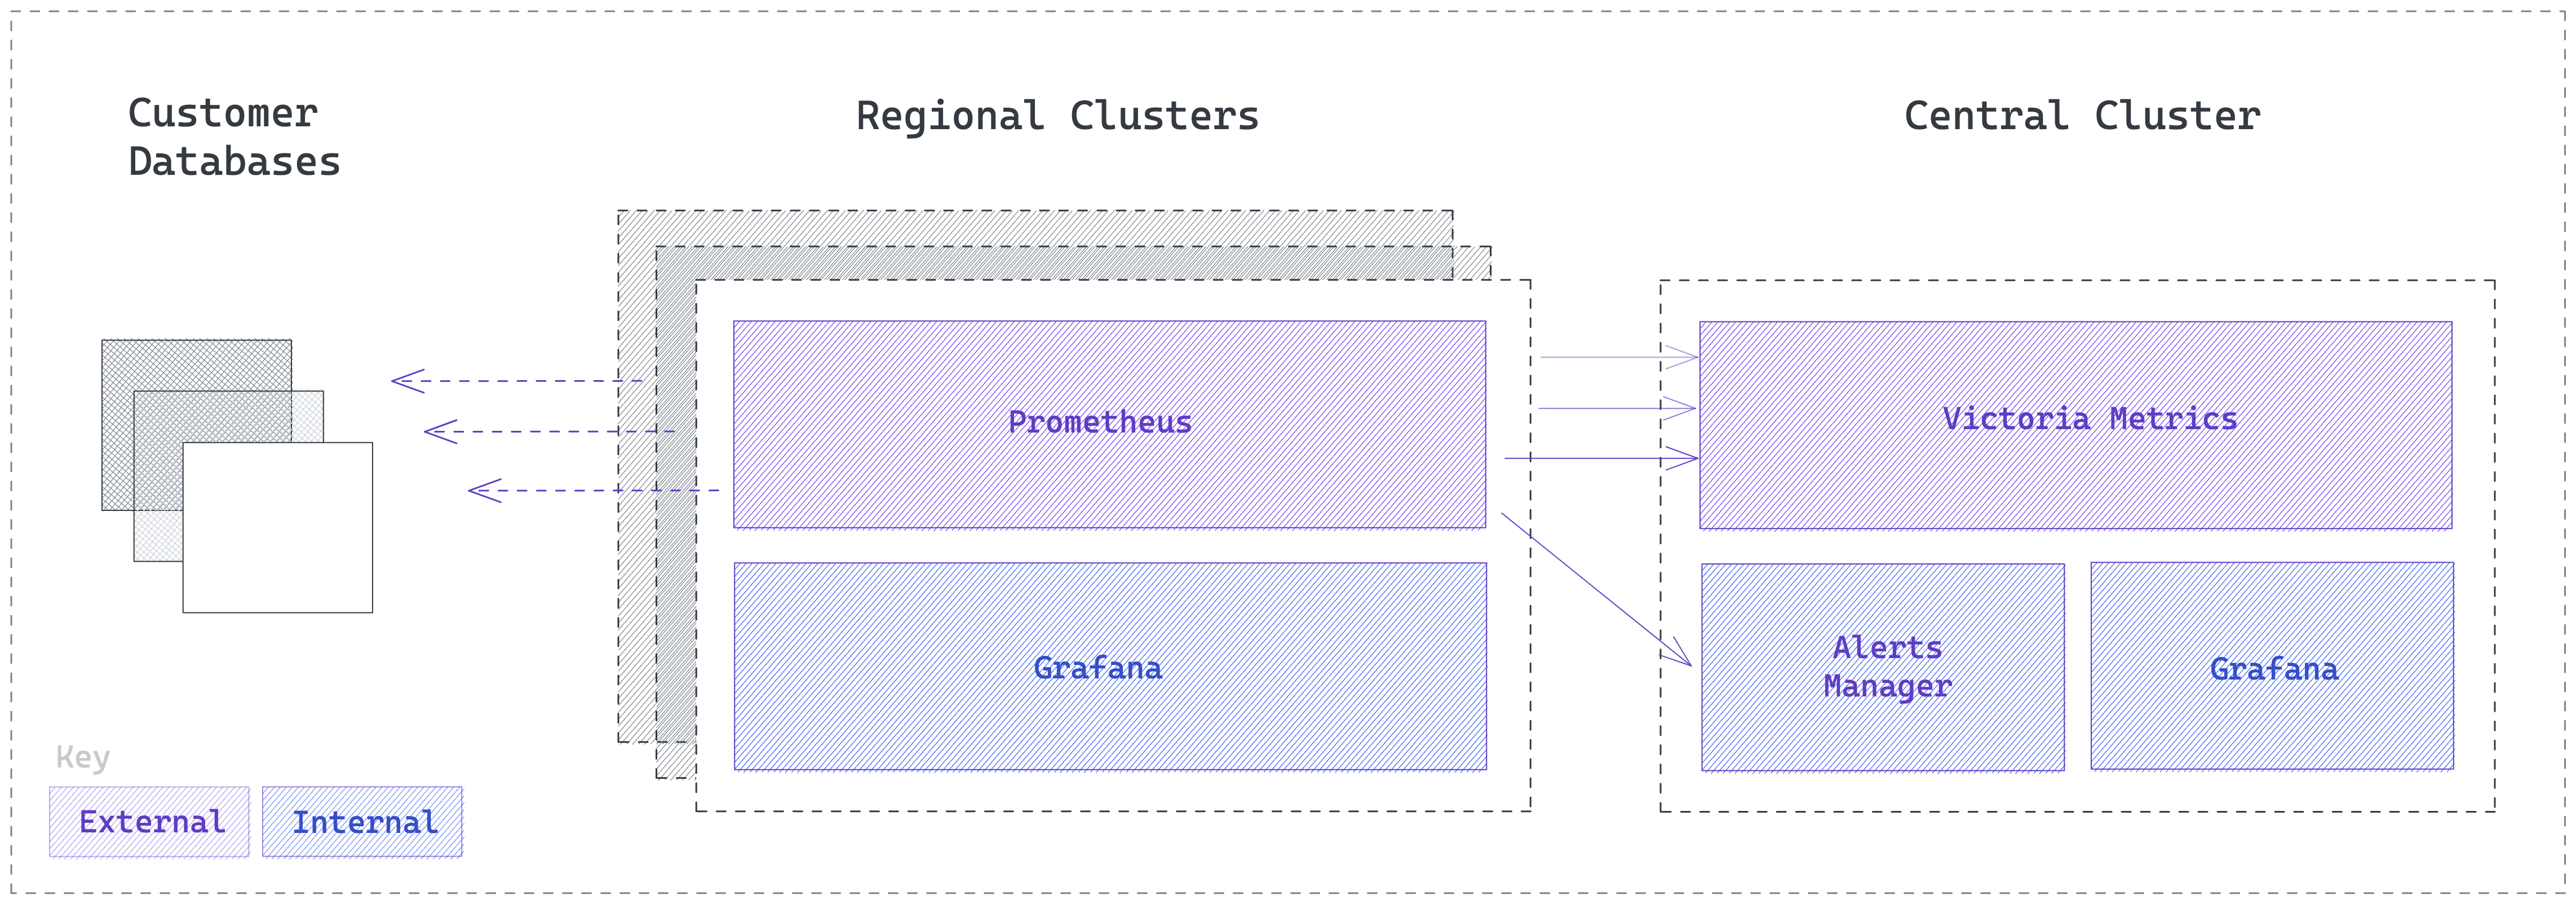 Customer
Databases
Regional Clusters
Central Cluster
Prometheus
Grafana
Victoria Metrics
Alerts
Manager
Grafana
Key
External
Internal